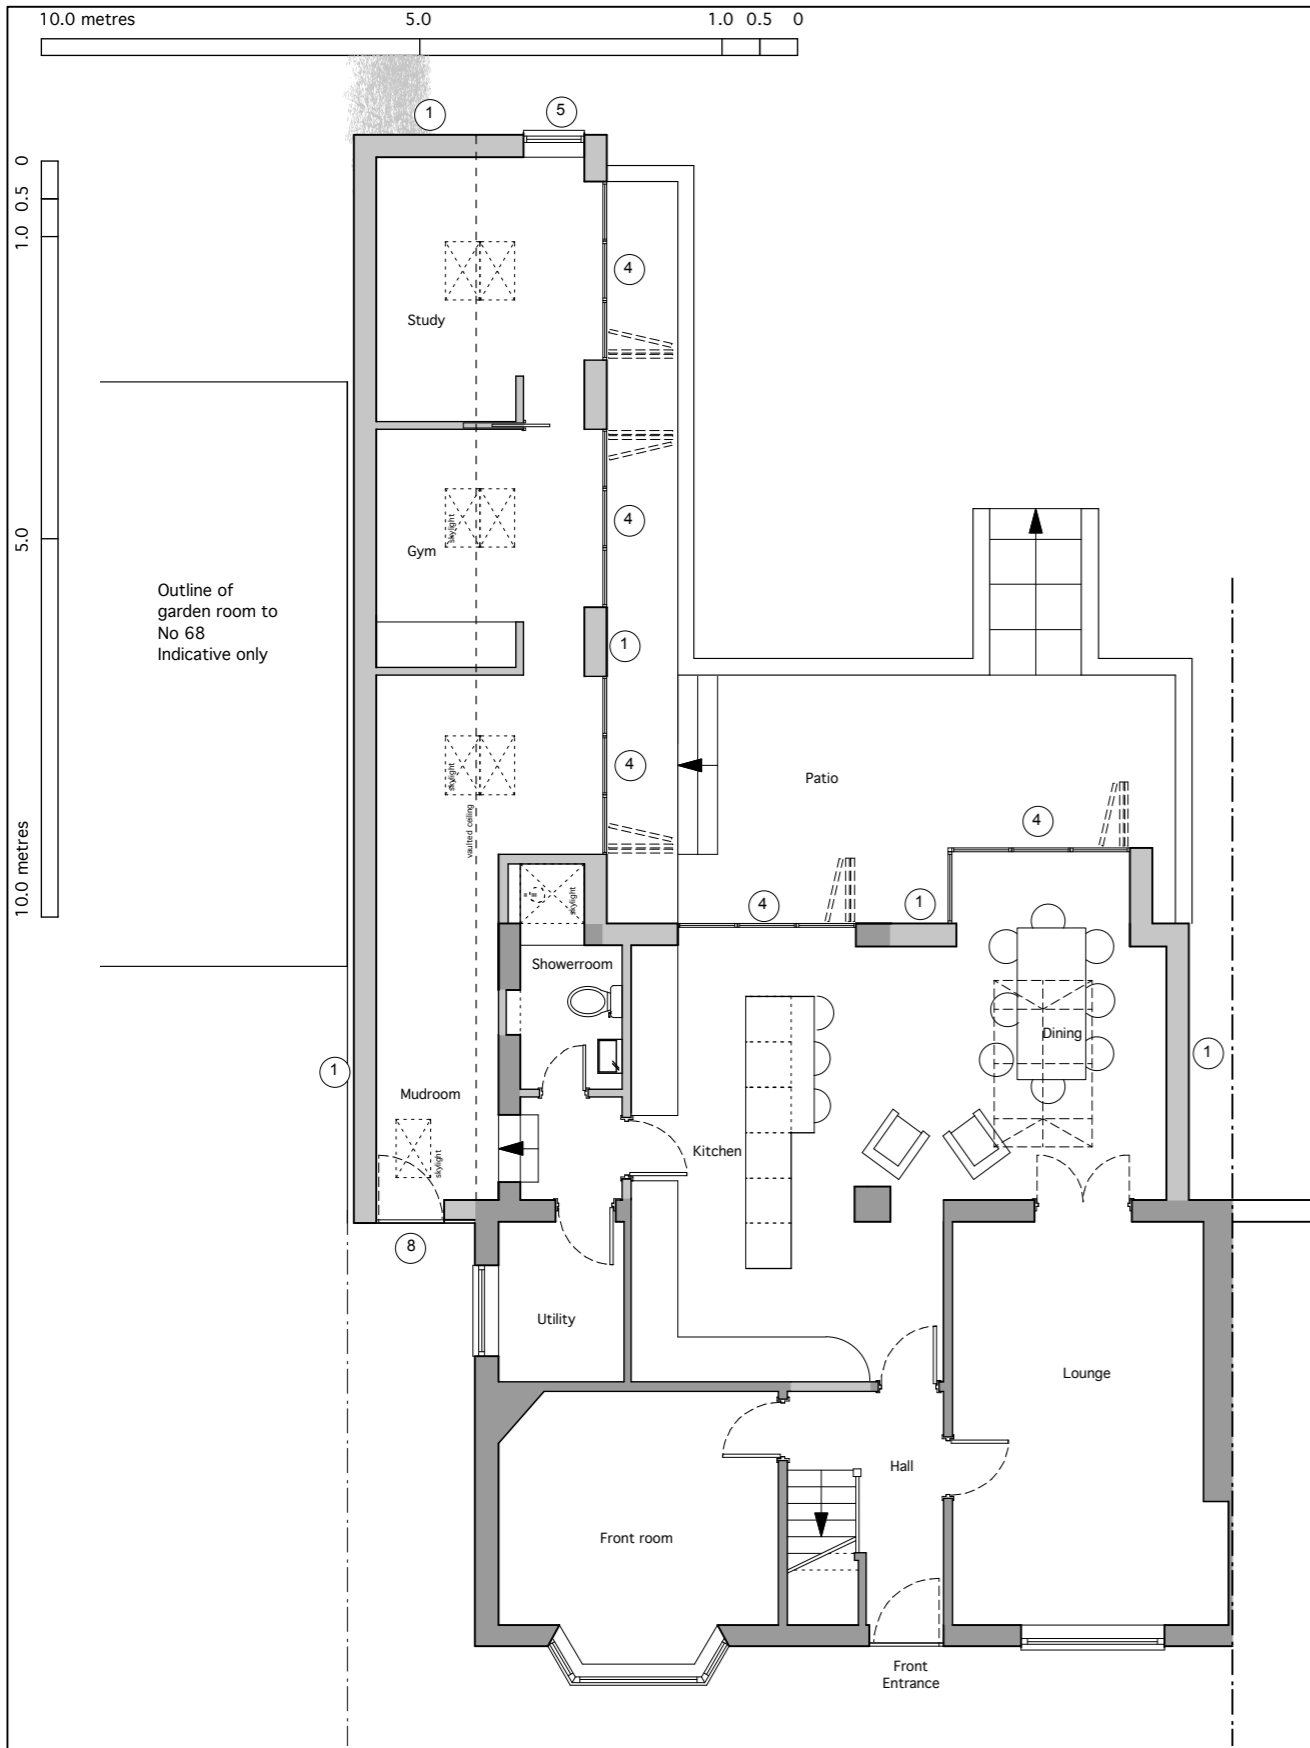 10.0 metres 5.0 1.0 0.5 0
1
5
0
0.5
1.0
5.0
10.0 metres
4
Study
4
skylight
Gym
Outline of
garden room to
No 68
Indicative only
1
4
skylight
Patio
vaulted ceiling
4
skylight
1
4
Showerroom
Dining
1
1
Mudroom
Kitchen
skylight
8
Utility
Lounge
Hall
Front room
Front
Entrance